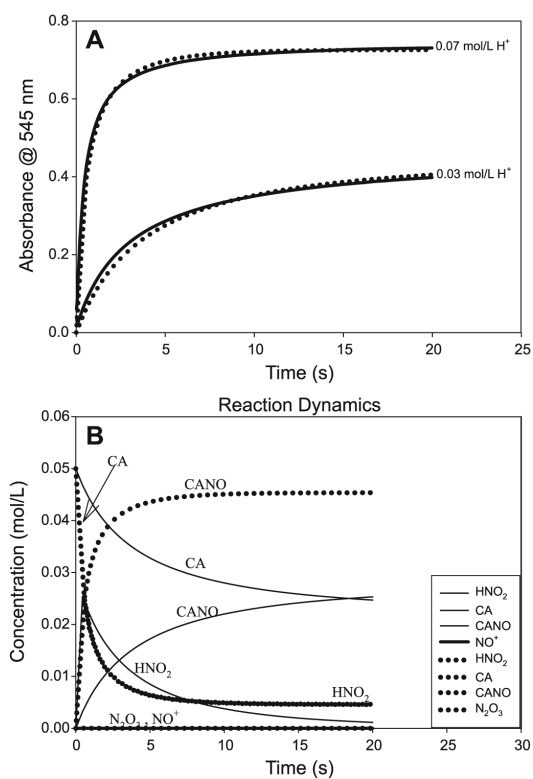 A
0.8
0.6
0.4
0.2
0.0
Absorbance @ 545 nm
0.07 mol/L H⁺
0.03 mol/L H⁺
0 5 10 15 20 25
Time (s)
Reaction Dynamics
B
0.06
0.05
0.04
0.03
0.02
0.01
0.00
Concentration (mol/L)
CA
CANO
CA
CANO
HNO₂
HNO₂
N₂O₃ , NO⁺
HNO₂
CA
CANO
NO⁺
HNO₂
CA
CANO
N₂O₃
0 5 10 15 20 25 30
Time (s)